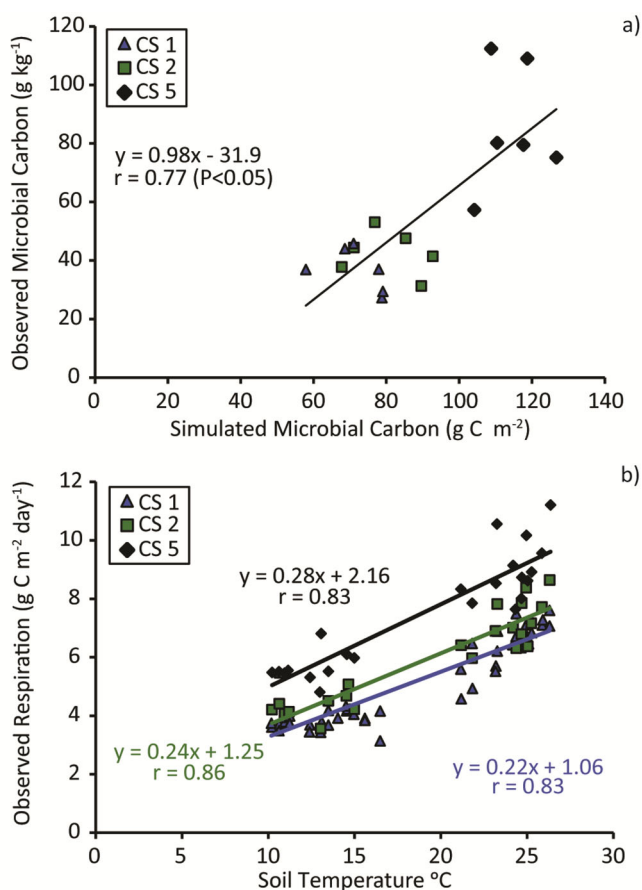 a)
120
100
80
60
40
20
0
Obsevred Microbial Carbon (g kg⁻¹)
CS 1
CS 2
CS 5
y = 0.98x - 31.9
r = 0.77 (P<0.05)
0 20 40 60 80 100 120 140
Simulated Microbial Carbon (g C m⁻²)
b)
12
10
8
6
4
2
0
Observed Respiration (g C m⁻² day⁻¹)
CS 1
CS 2
CS 5
y = 0.28x + 2.16
r = 0.83
y = 0.24x + 1.25
r = 0.86
y = 0.22x + 1.06
r = 0.83
0 5 10 15 20 25 30
Soil Temperature °C